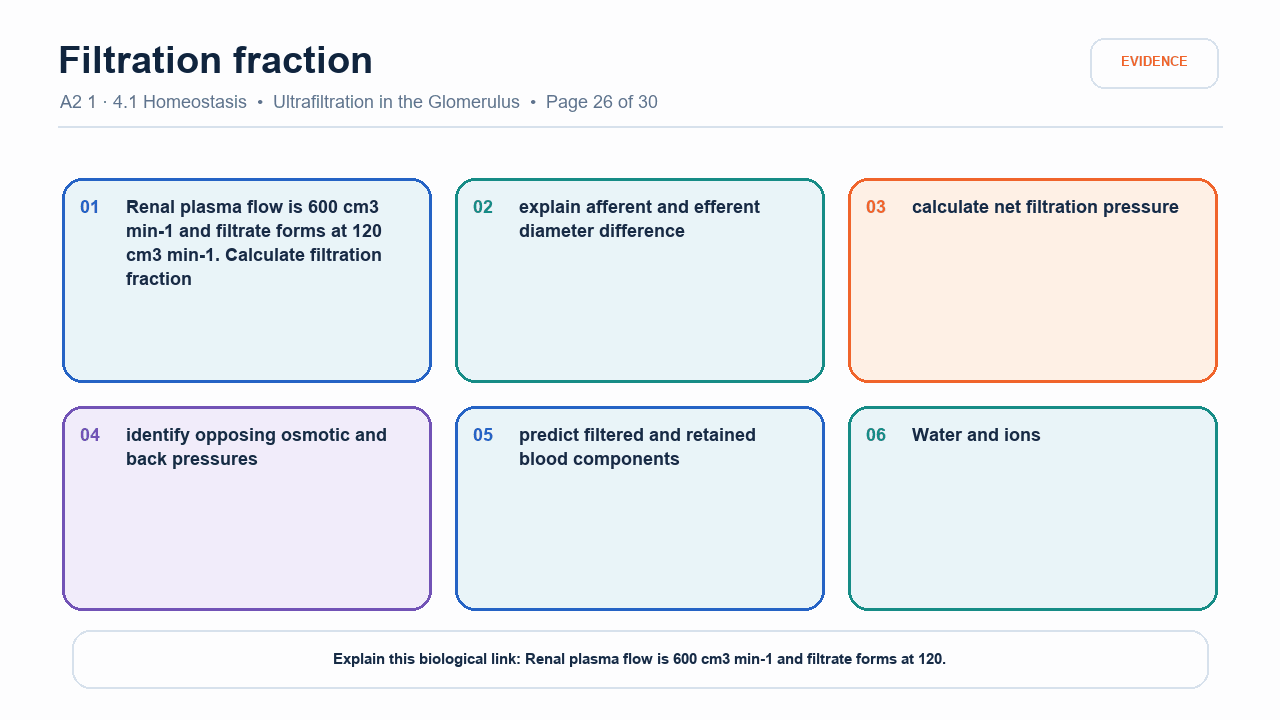 Filtration fraction
EVIDENCE
A2 1 · 4.1 Homeostasis • Ultrafiltration in the Glomerulus • Page 26 of 30
01 Renal plasma flow is 600 cm3
min-1 and filtrate forms at 120
cm3 min-1. Calculate filtration
fraction
02 explain afferent and efferent
diameter difference
03 calculate net filtration pressure
04 identify opposing osmotic and
back pressures
05 predict filtered and retained
blood components
06 Water and ions
Explain this biological link: Renal plasma flow is 600 cm3 min-1 and filtrate forms at 120.